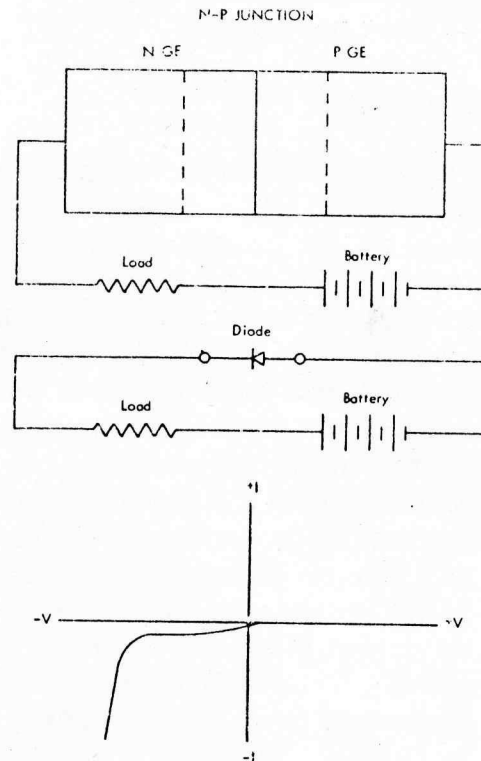 N-P JUNCTION
N GE P GE
Load Battery
Diode
Load Battery
+I
-V +V
-I